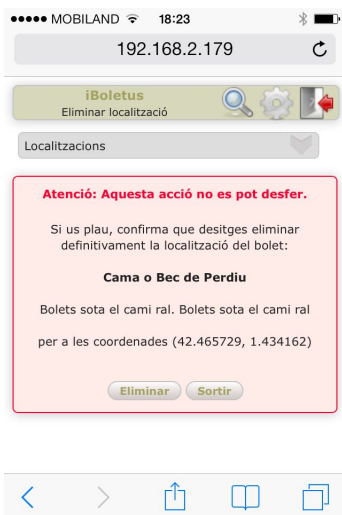 MOBILAND 18:23
192.168.2.179
iBoletus
Eliminar localització
Localitzacions
Atenció: Aquesta acció no es pot desfer.
Si us plau, confirma que desitges eliminar
definitivament la localització del bolet:
Cama o Bec de Perdiu
Bolets sota el cami ral. Bolets sota el cami ral
per a les coordenades (42.465729, 1.434162)
Eliminar Sortir